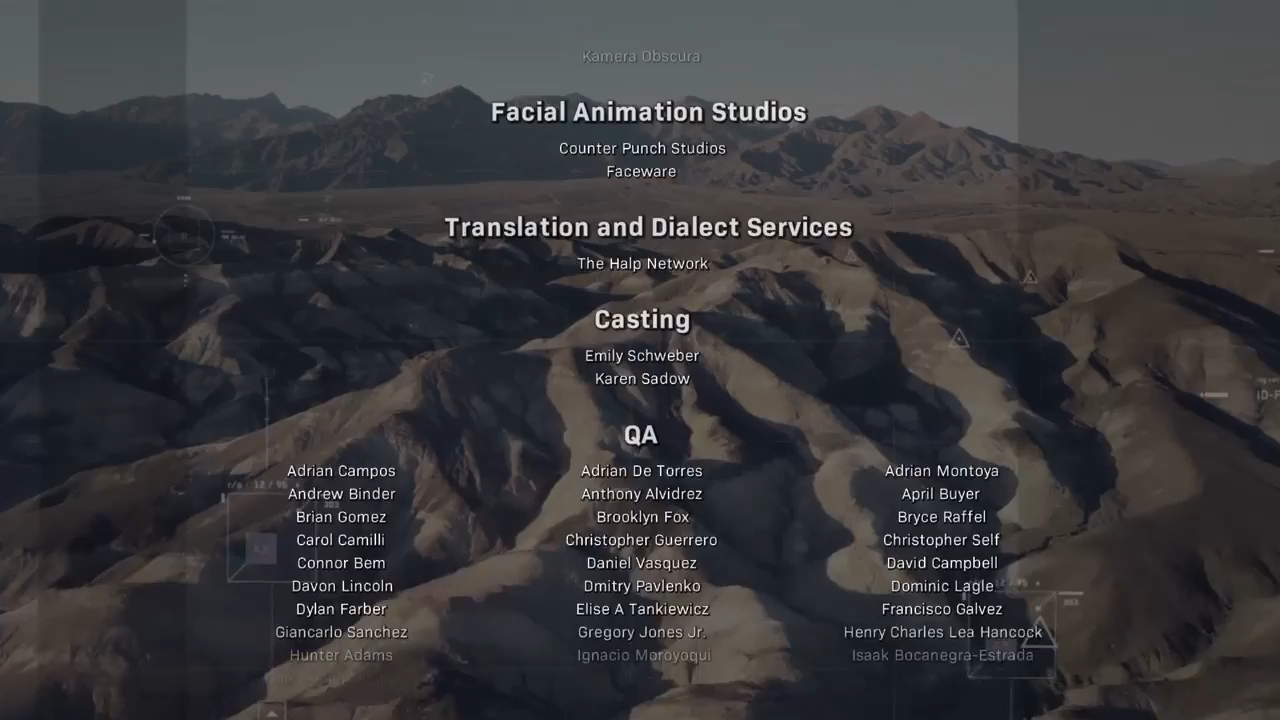 Kamera Obscura
Facial Animation Studios
Counter Punch Studios
Faceware
Translation and Dialect Services
The Halp Network
Casting
Emily Schweber
Karen Sadow
QA
Adrian Campos Adrian De Torres Adrian Montoya
Andrew Binder Anthony Alvidrez April Buyer
Brian Gomez Brooklyn Fox Bryce Raffel
Carol Camilli Christopher Guerrero Christopher Self
Connor Bem Daniel Vasquez David Campbell
Davon Lincoln Dmitry Pavlenko Dominic Lagle
Dylan Farber Elise A Tankiewicz Francisco Galvez
Giancarlo Sanchez Gregory Jones Jr. Henry Charles Lea Hancock
Hunter Adams Ignacio Moroyoqui Isaak Bocanegra-Estrada